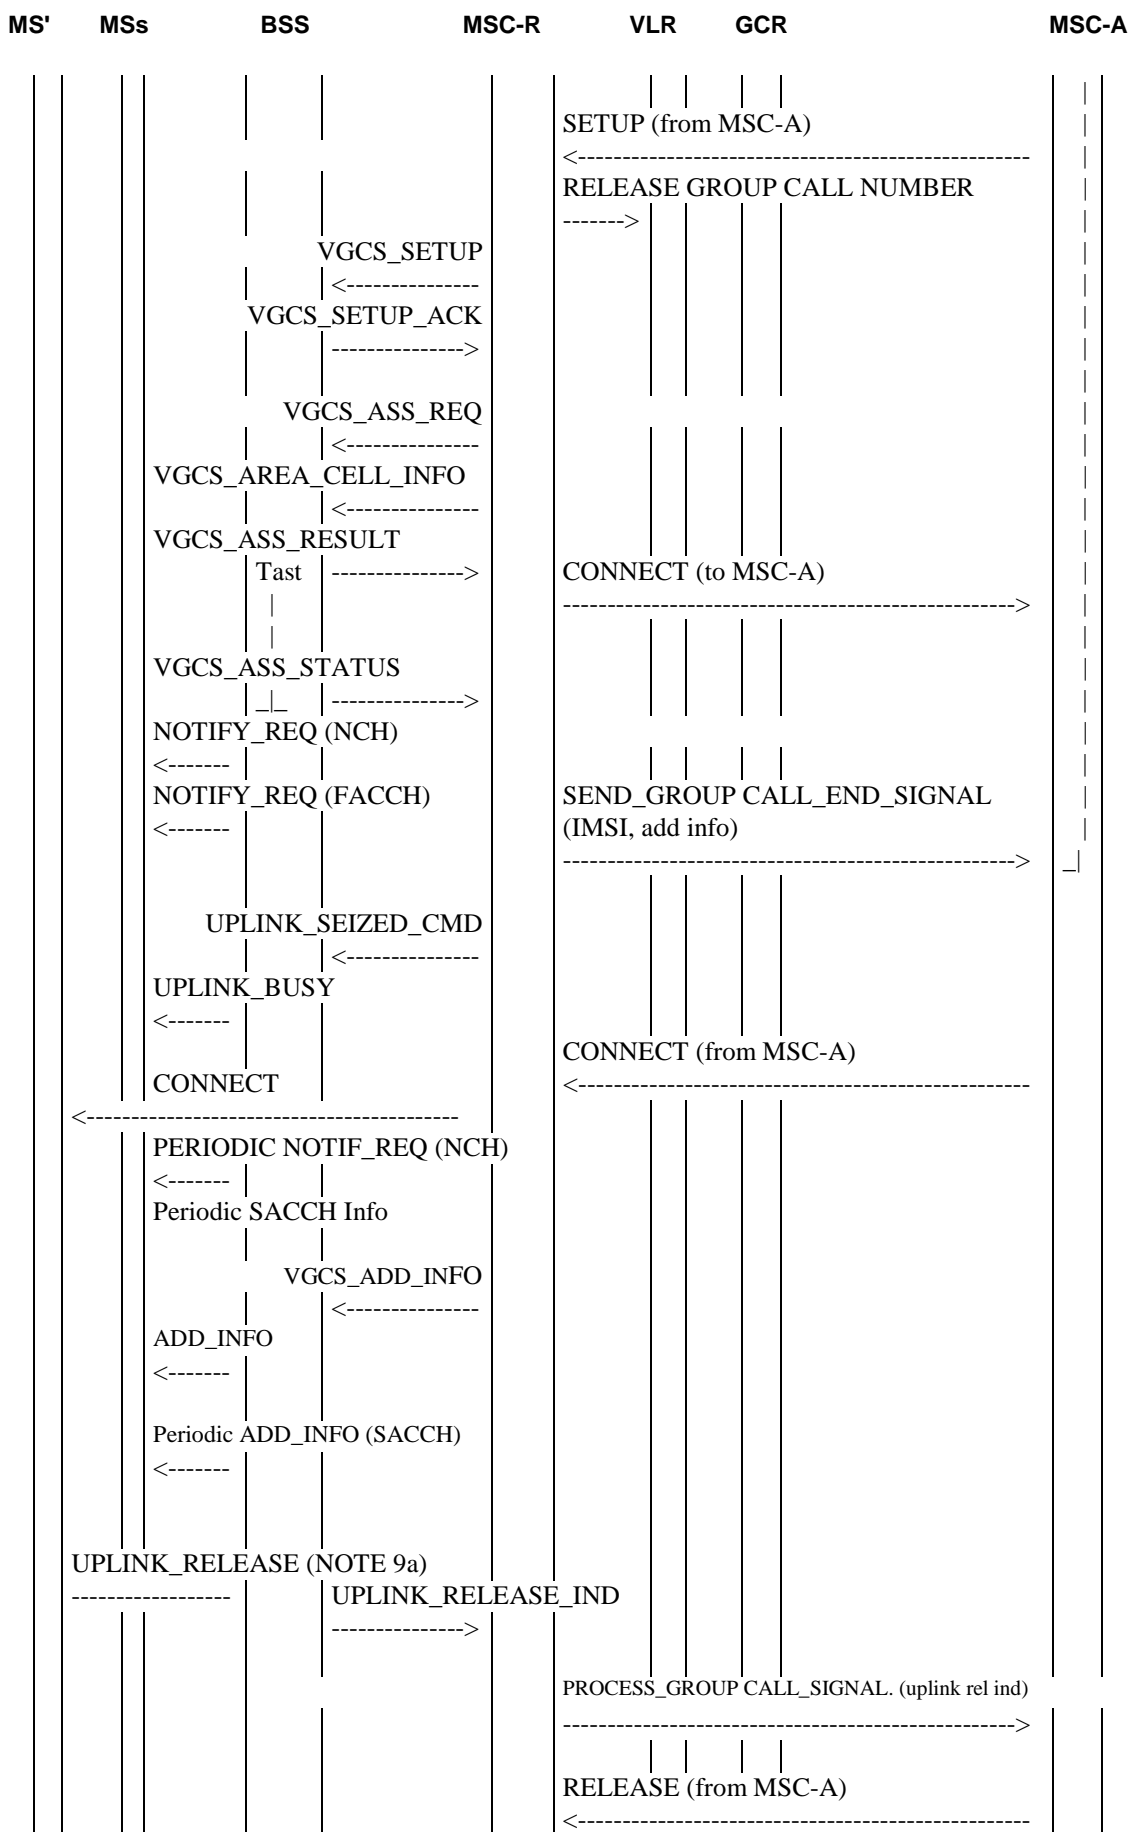 MS' MSs BSS MSC-R VLR GCR MSC-A
SETUP (from MSC-A)
<--------------------------------------------------
RELEASE GROUP CALL NUMBER
------->
VGCS_SETUP
<---------------
VGCS_SETUP_ACK
--------------->
VGCS_ASS_REQ
<---------------
VGCS_AREA_CELL_INFO
<---------------
VGCS_ASS_RESULT
Tast ---------------> CONNECT (to MSC-A)
-------------------------------------------------->
VGCS_ASS_STATUS
_|_ --------------->
NOTIFY_REQ (NCH)
<-------
NOTIFY_REQ (FACCH) SEND_GROUP CALL_END_SIGNAL
<------- (IMSI, add info)
--------------------------------------------------> _|
UPLINK_SEIZED_CMD
<---------------
UPLINK_BUSY
<-------
CONNECT (from MSC-A)
CONNECT <--------------------------------------------------
<------------------------------------------
PERIODIC NOTIF_REQ (NCH)
<-------
Periodic SACCH Info
VGCS_ADD_INFO
<---------------
ADD_INFO
<-------
Periodic ADD_INFO (SACCH)
<-------
UPLINK_RELEASE (NOTE 9a)
------------------ UPLINK_RELEASE_IND
--------------->
PROCESS_GROUP CALL_SIGNAL. (uplink rel ind)
-------------------------------------------------->
RELEASE (from MSC-A)
<--------------------------------------------------